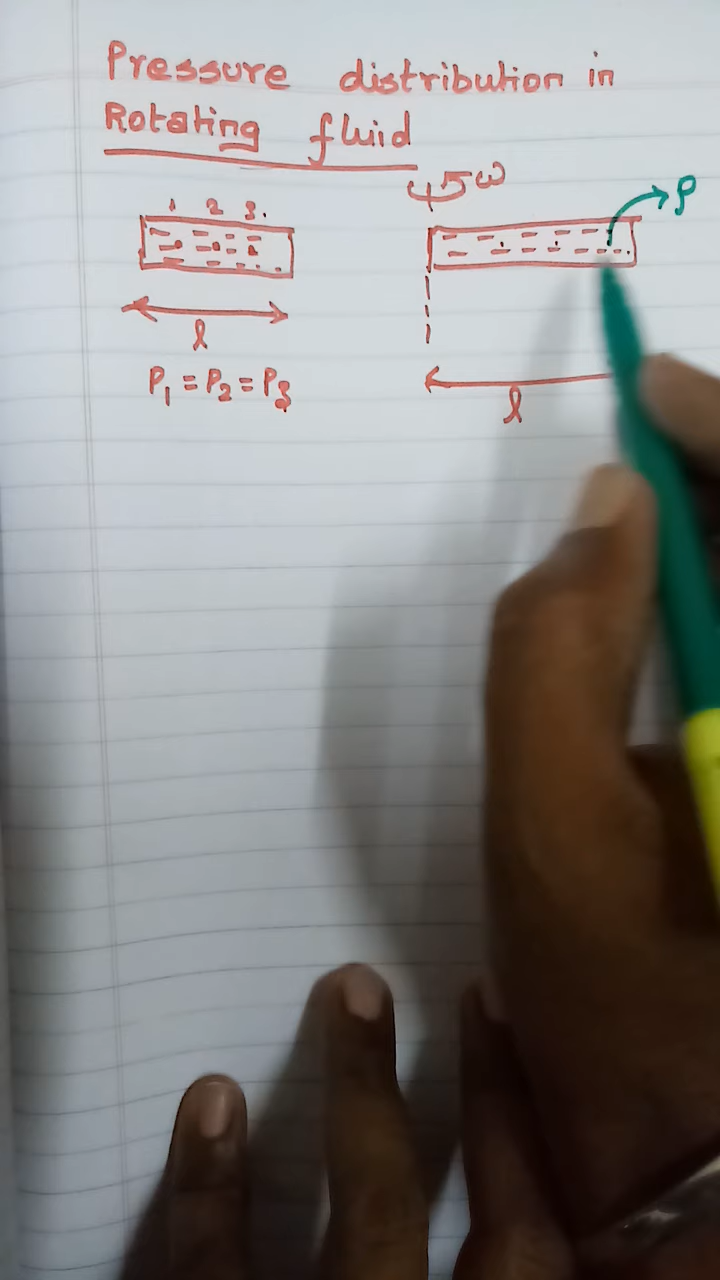 Pressure distribution in
Rotating fluid
ω
ρ
1 2 3.
l
l
P₁ = P₂ = P₃